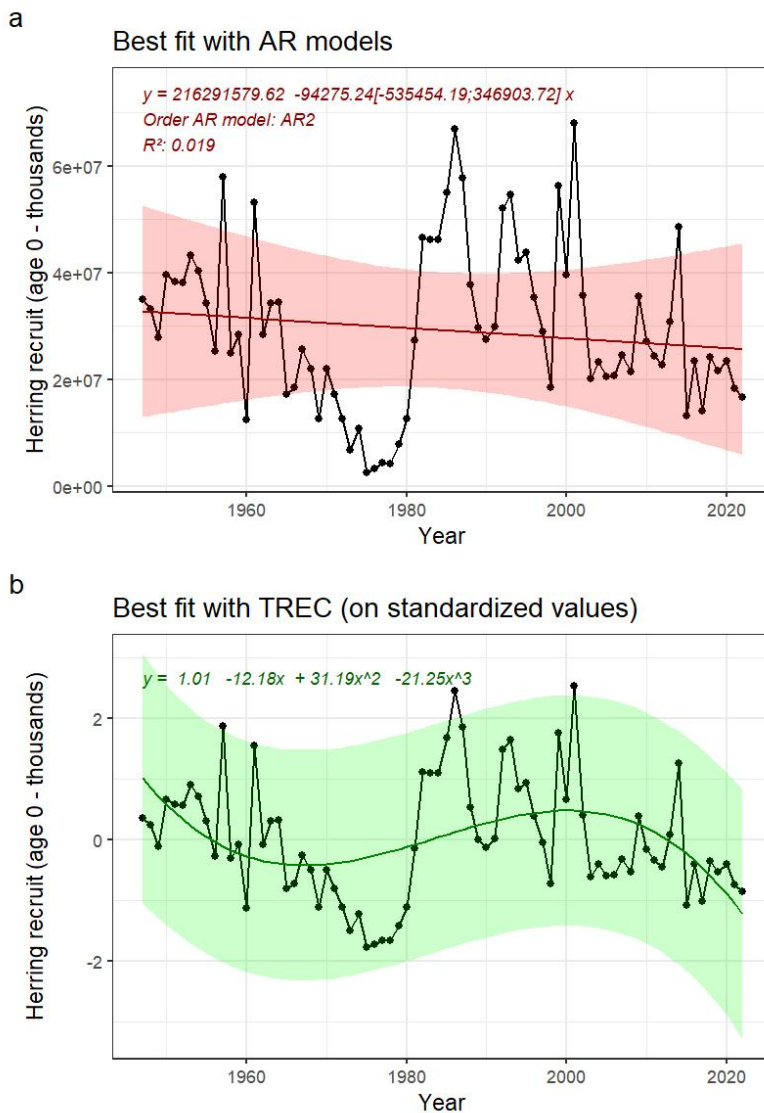 a
Best fit with AR models
y = 216291579.62  -94275.24[-535454.19;346903.72] x
Order AR model: AR2
R²: 0.019
Herring recruit (age 0 - thousands)
6e+07
4e+07
2e+07
0e+00
1960
1980
2000
2020
Year
b
Best fit with TREC (on standardized values)
y =  1.01   -12.18x  + 31.19x^2   -21.25x^3
Herring recruit (age 0 - thousands)
2
0
-2
1960
1980
2000
2020
Year